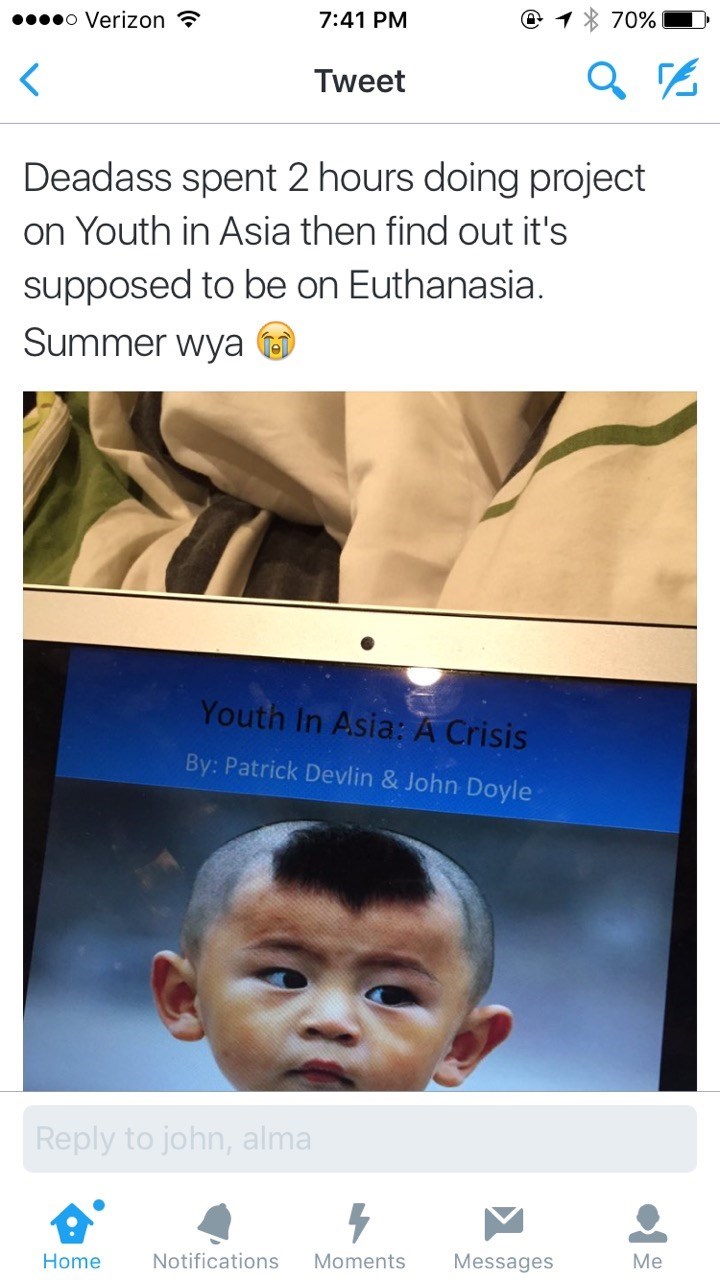 Verizon 7:41 PM 70%
Tweet
Deadass spent 2 hours doing project
on Youth in Asia then find out it's
supposed to be on Euthanasia.
Summer wya 😭
Youth In Asia: A Crisis
By: Patrick Devlin & John Doyle
Reply to john, alma
Home Notifications Moments Messages Me